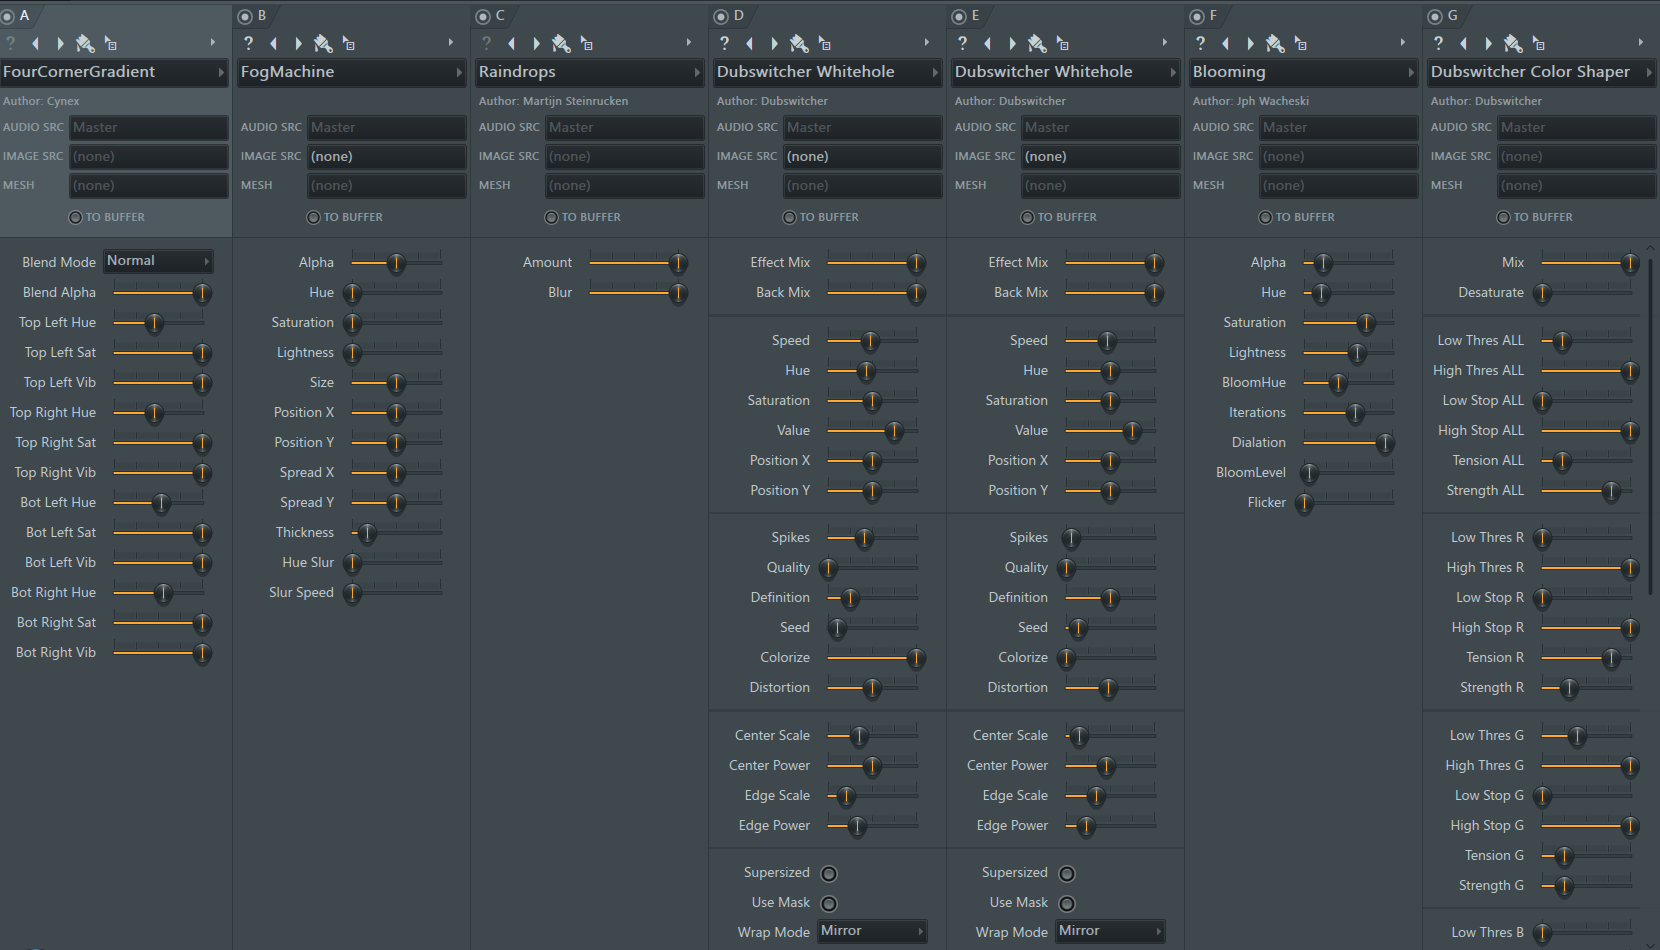 A
FourCornerGradient
Author: Cynex
AUDIO SRC Master
IMAGE SRC (none)
MESH (none)
TO BUFFER
Blend Mode Normal
Blend Alpha
Top Left Hue
Top Left Sat
Top Left Vib
Top Right Hue
Top Right Sat
Top Right Vib
Bot Left Hue
Bot Left Sat
Bot Left Vib
Bot Right Hue
Bot Right Sat
Bot Right Vib
B
?
FogMachine
AUDIO SRC Master
IMAGE SRC (none)
MESH (none)
TO BUFFER
Alpha
Hue
Saturation
Lightness
Size
Position X
Position Y
Spread X
Spread Y
Thickness
Hue Slur
Slur Speed
C
?
Raindrops
Author: Martijn Steinrucken
AUDIO SRC Master
IMAGE SRC (none)
MESH (none)
TO BUFFER
Amount
Blur
D
?
Dubswitcher Whitehole
Author: Dubswitcher
AUDIO SRC Master
IMAGE SRC (none)
MESH (none)
TO BUFFER
Effect Mix
Back Mix
Speed
Hue
Saturation
Value
Position X
Position Y
Spikes
Quality
Definition
Seed
Colorize
Distortion
Center Scale
Center Power
Edge Scale
Edge Power
Supersized
Use Mask
Wrap Mode Mirror
E
?
Dubswitcher Whitehole
Author: Dubswitcher
AUDIO SRC Master
IMAGE SRC (none)
MESH (none)
TO BUFFER
Effect Mix
Back Mix
Speed
Hue
Saturation
Value
Position X
Position Y
Spikes
Quality
Definition
Seed
Colorize
Distortion
Center Scale
Center Power
Edge Scale
Edge Power
Supersized
Use Mask
Wrap Mode Mirror
F
?
Blooming
Author: Jph Wacheski
AUDIO SRC Master
IMAGE SRC (none)
MESH (none)
TO BUFFER
Alpha
Hue
Saturation
Lightness
BloomHue
Iterations
Dialation
BloomLevel
Flicker
G
?
Dubswitcher Color Shaper
Author: Dubswitcher
AUDIO SRC Master
IMAGE SRC (none)
MESH (none)
TO BUFFER
Mix
Desaturate
Low Thres ALL
High Thres ALL
Low Stop ALL
High Stop ALL
Tension ALL
Strength ALL
Low Thres R
High Thres R
Low Stop R
High Stop R
Tension R
Strength R
Low Thres G
High Thres G
Low Stop G
High Stop G
Tension G
Strength G
Low Thres B